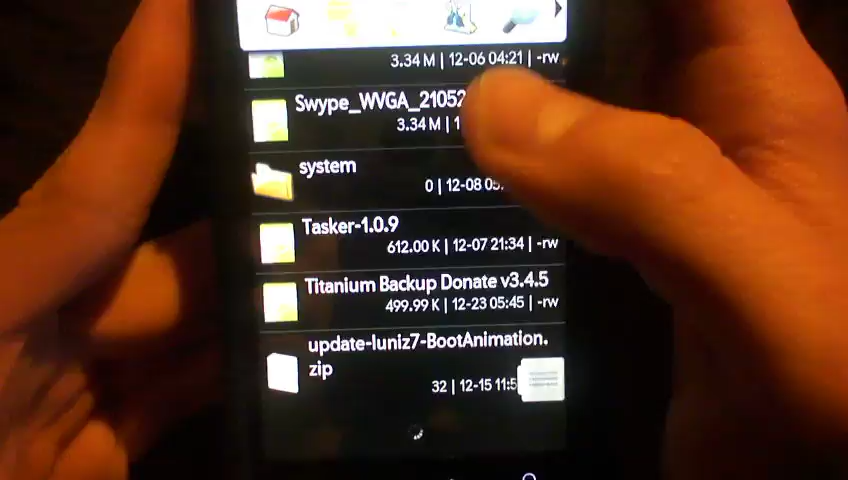 3.34 M | 12-06 04:21 | -rw
Swype_WVGA_21052
3.34 M | 1
system
0 | 12-08 05:
Tasker-1.0.9
612.00 K | 12-07 21:34 | -rw
Titanium Backup Donate v3.4.5
499.99 K | 12-23 05:45 | -rw
update-luniz7-BootAnimation.
zip
32 | 12-15 11:5